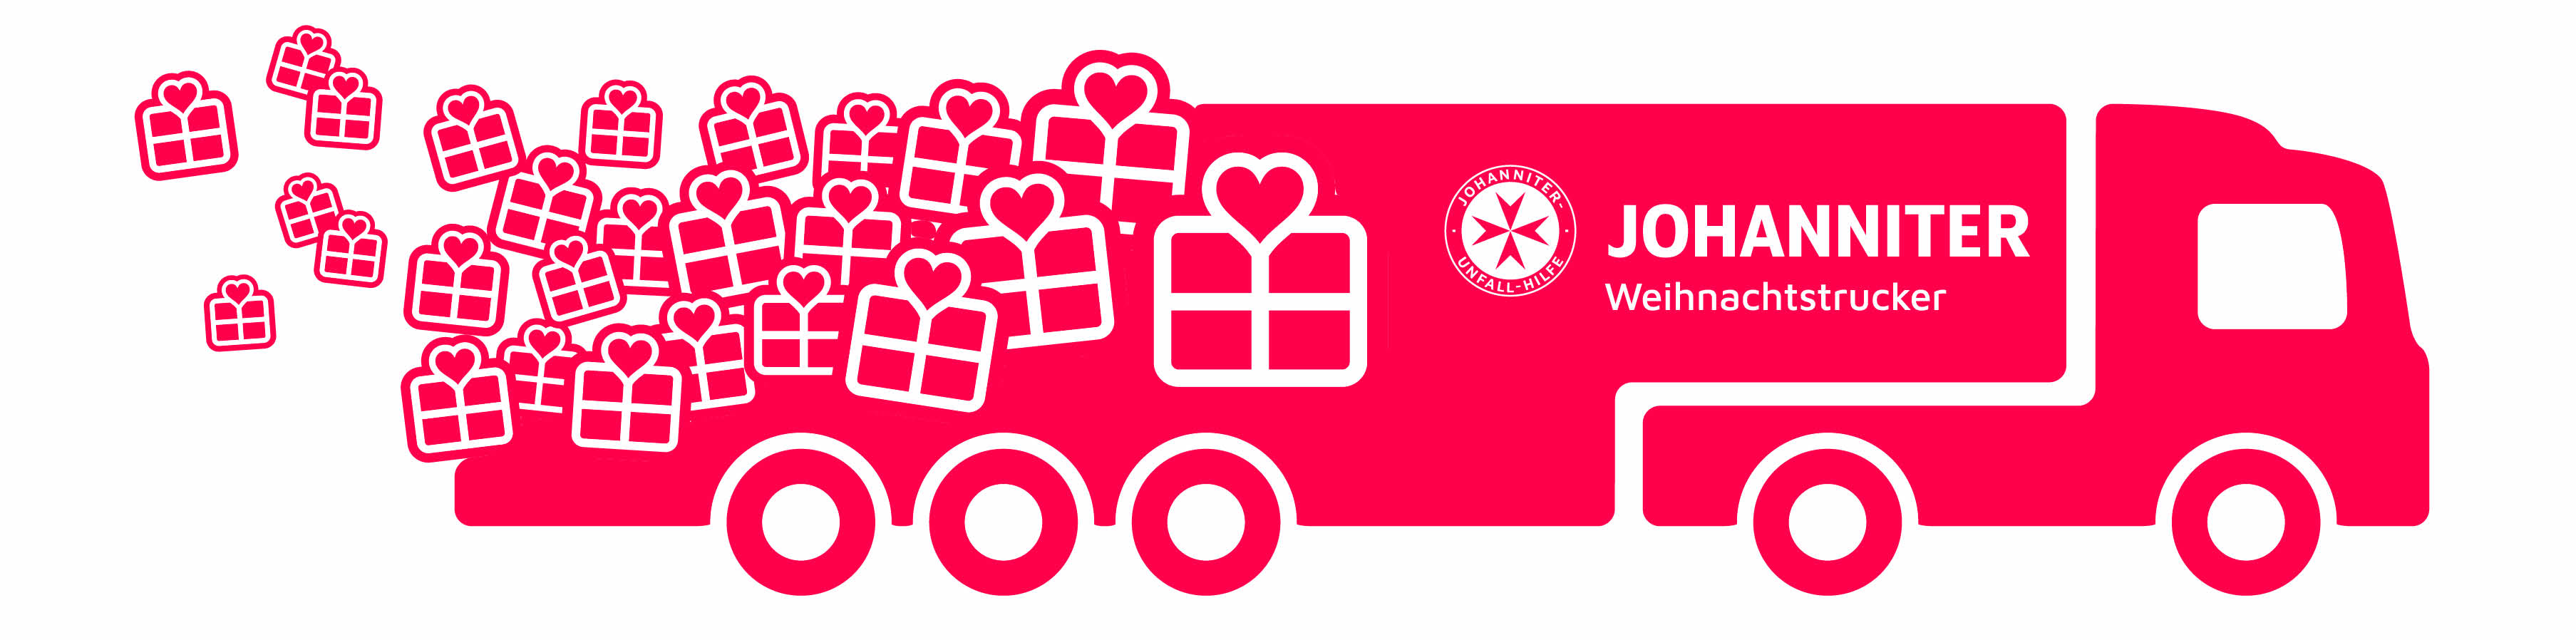 JOHANNITER-
UNFALL-HILFE
JOHANNITER
Weihnachtstrucker